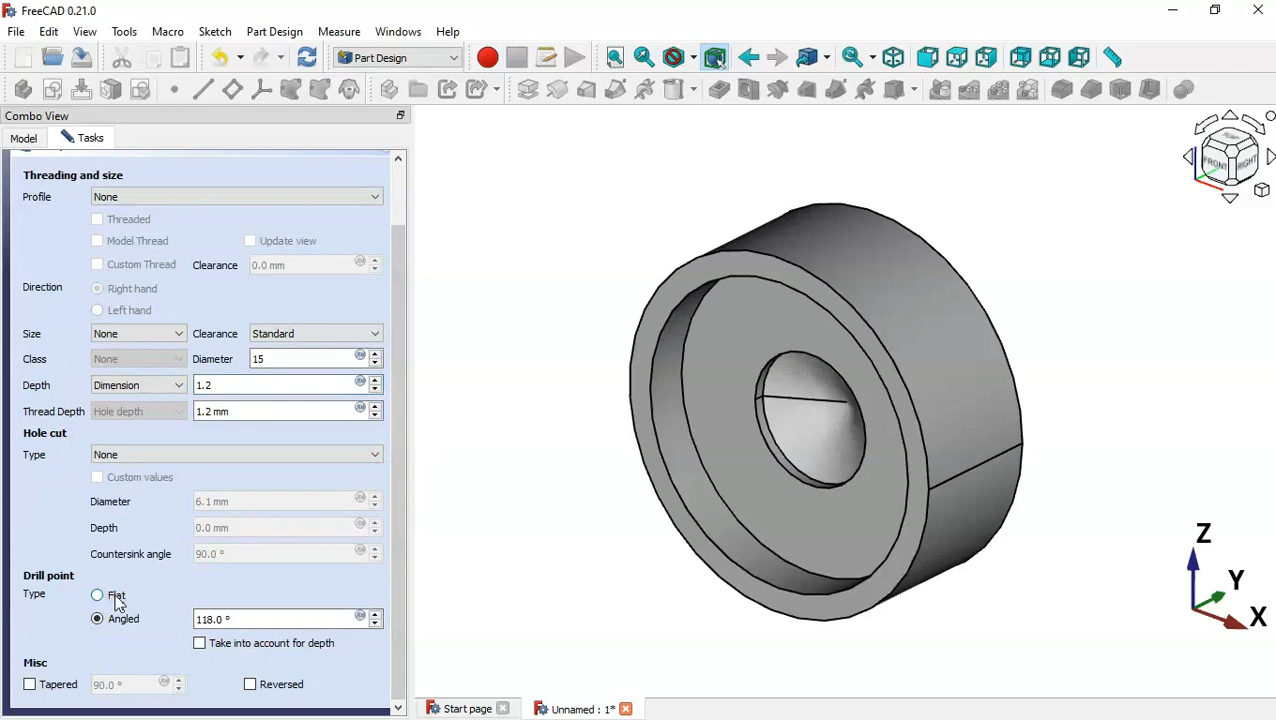 FreeCAD 0.21.0
File Edit View Tools Macro Sketch Part Design Measure Windows Help
Part Design
Combo View
Model Tasks
Threading and size
Profile None
Threaded
Model Thread Update view
Custom Thread Clearance 0.0 mm
Direction Right hand
Left hand
Size None Clearance Standard
Class None Diameter 15
Depth Dimension 1.2
Thread Depth Hole depth 1.2 mm
Hole cut
Type None
Custom values
Diameter 6.1 mm
Depth 0.0 mm
Countersink angle 90.0 °
Drill point
Type Flat
Angled 118.0 °
Take into account for depth
Misc
Tapered 90.0 ° Reversed
FRONT RIGHT
Z
Y
X
Start page Unnamed : 1*